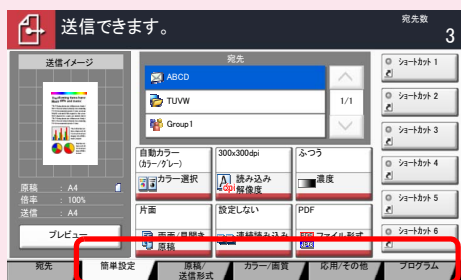 送信できます。
宛先数
3
送信イメージ
原稿 : A4
倍率 : 100%
送信 : A4
プレビュー
宛先
ABCD
TUVW
Group1
1/1
自動カラー
(カラー/グレー)
カラー選択
300x300dpi
読み込み
解像度
ふつう
濃度
片面
両面/見開き
原稿
設定しない
連続読み込み
PDF
ファイル形式
ショートカット 1
ショートカット 2
ショートカット 3
ショートカット 4
ショートカット 5
ショートカット 6
宛先
簡単設定
原稿/
送信形式
カラー/画質
応用/その他
プログラム